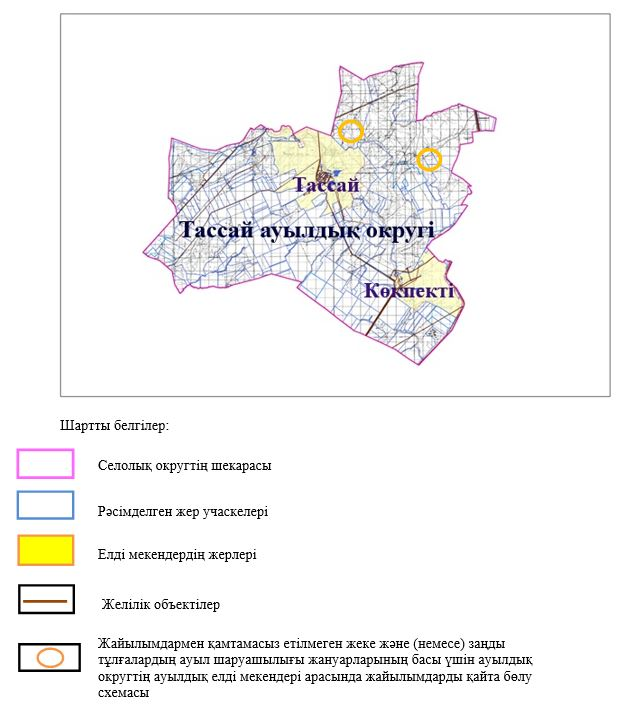 Тассай
Тассай ауылдық округі
Көкпекті
Шартты белгілер:
Селолық округтің шекарасы
Рәсімделген жер учаскелері
Елді мекендердің жерлері
Желілік объектілер
Жайылымдармен қамтамасыз етілмеген жеке және (немесе) заңды
тұлғалардың ауыл шаруашылығы жануарларының басы үшін ауылдық
округтің ауылдық елді мекендері арасында жайылымдарды қайта бөлу
схемасы